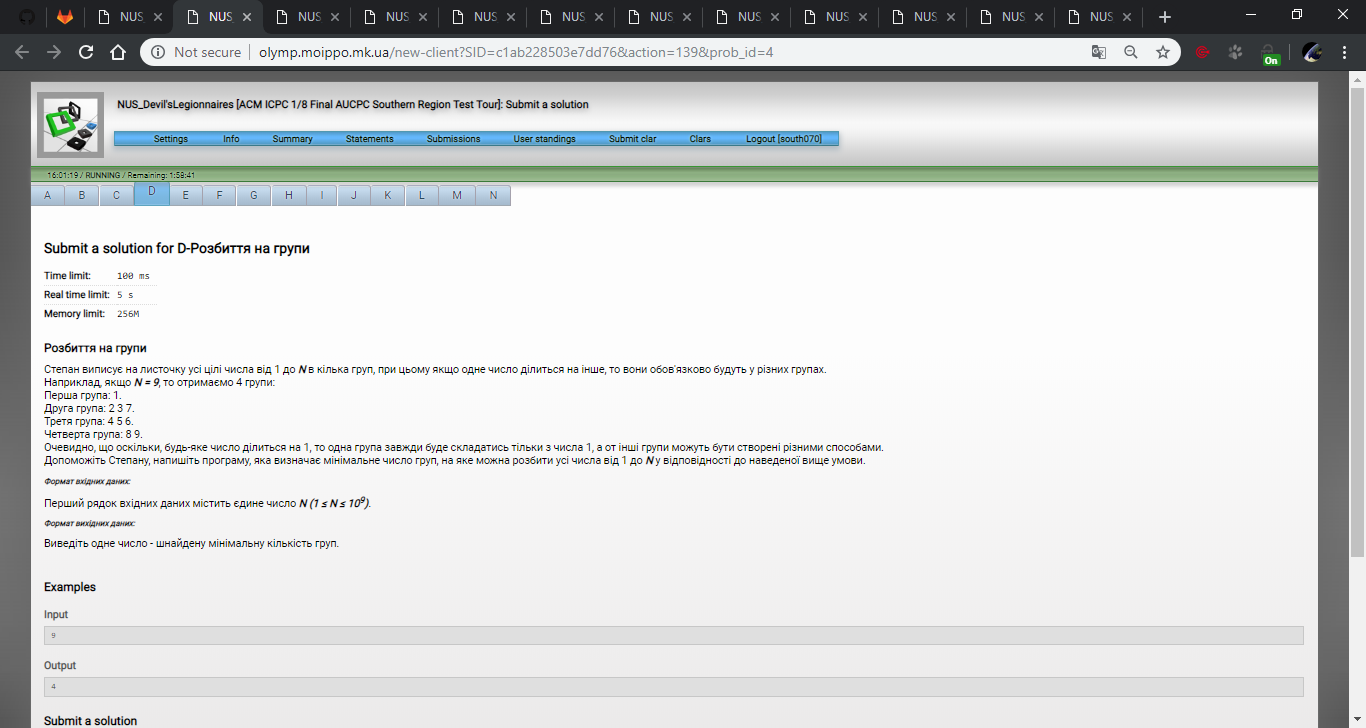 NUS NUS NUS NUS NUS NUS NUS NUS NUS NUS NUS NUS
Not secure olymp.moippo.mk.ua/new-client?SID=c1ab228503e7dd76&action=139&prob_id=4
On
NUS_Devil'sLegionnaires [ACM ICPC 1/8 Final AUCPC Southern Region Test Tour]: Submit a solution
Settings Info Summary Statements Submissions User standings Submit clar Clars Logout [south070]
16:01:19 / RUNNING / Remaining: 1:58:41
A B C D E F G H I J K L M N
Submit a solution for D-Розбиття на групи
Time limit: 100 ms
Real time limit: 5 s
Memory limit: 256M
Розбиття на групи
Степан виписує на листочку усі цілі числа від 1 до N в кілька груп, при цьому якщо одне число ділиться на інше, то вони обов'язково будуть у різних групах.
Наприклад, якщо N = 9, то отримаємо 4 групи:
Перша група: 1.
Друга група: 2 3 7.
Третя група: 4 5 6.
Четверта група: 8 9.
Очевидно, що оскільки, будь-яке число ділиться на 1, то одна група завжди буде складатись тільки з числа 1, а от інші групи можуть бути створені різними способами.
Допоможіть Степану, напишіть програму, яка визначає мінімальне число груп, на яке можна розбити усі числа від 1 до N у відповідності до наведеної вище умови.
Формат вхідних даних:
Перший рядок вхідних даних містить єдине число N (1 ≤ N ≤ 10⁹).
Формат вихідних даних:
Виведіть одне число - шнайдену мінімальну кількість груп.
Examples
Input
9
Output
4
Submit a solution